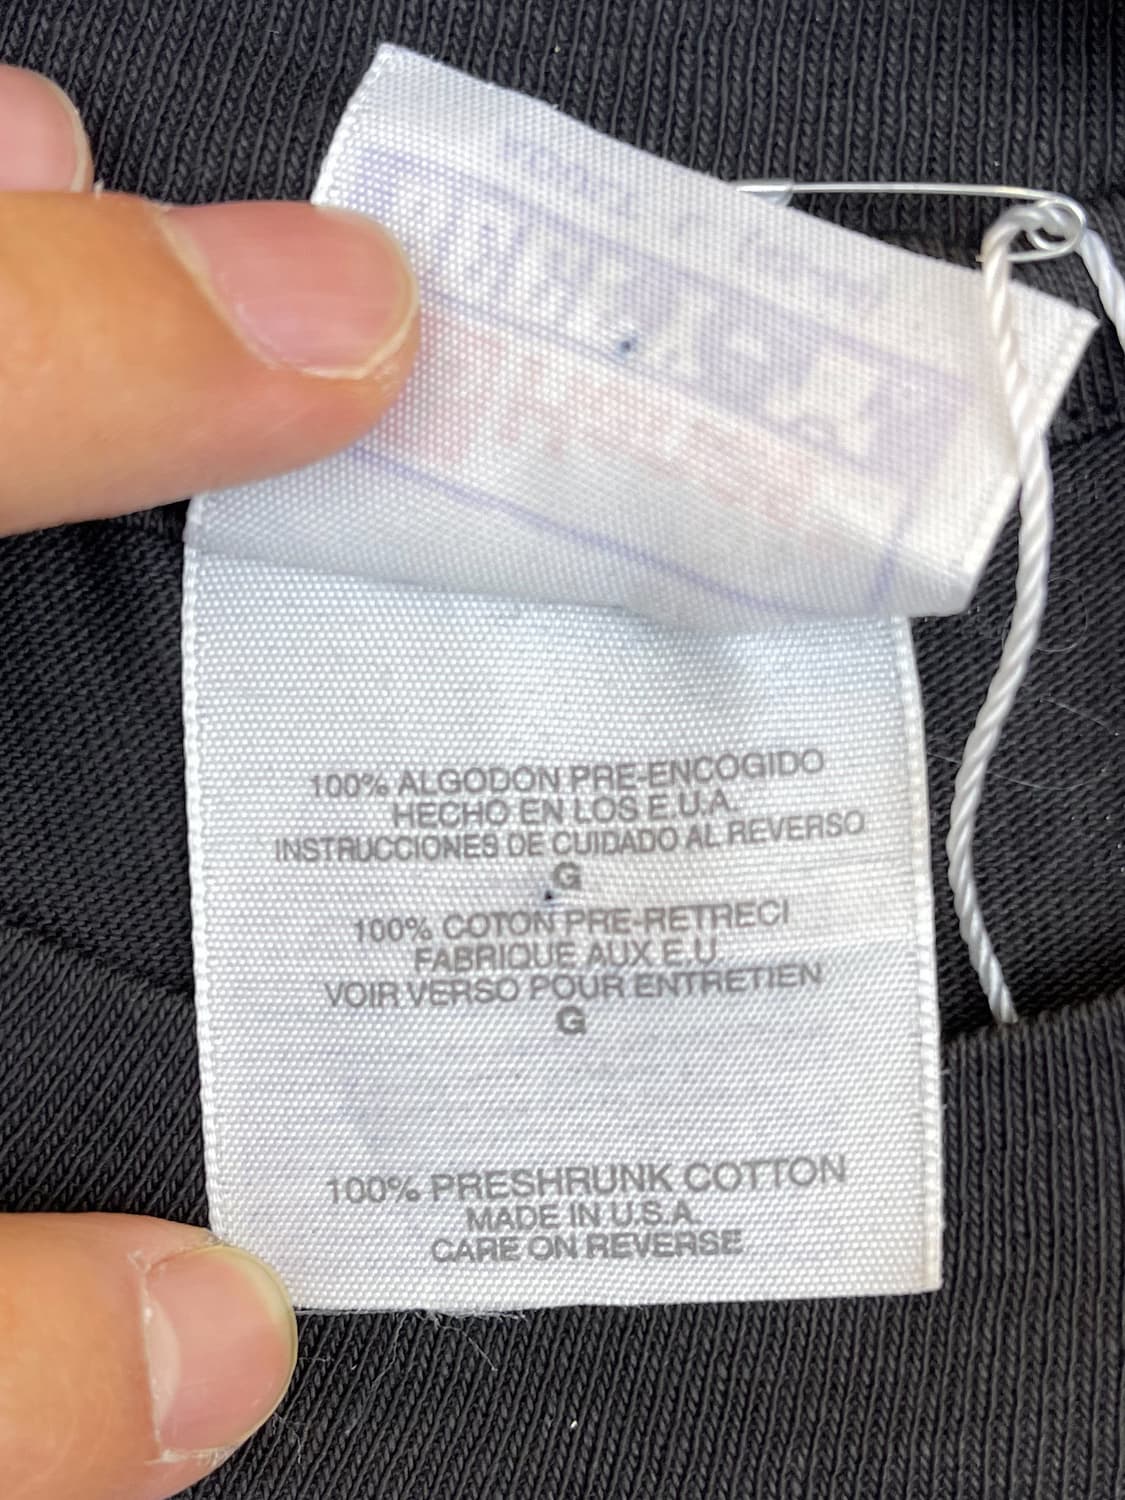 100% ALGODON PRE-ENCOGIDO
HECHO EN LOS E.U.A.
INSTRUCCIONES DE CUIDADO AL REVERSO
G
100% COTON PRE-RETRECI
FABRIQUE AUX E.U.
VOIR VERSO POUR ENTRETIEN
G
100% PRESHRUNK COTTON
MADE IN U.S.A.
CARE ON REVERSE